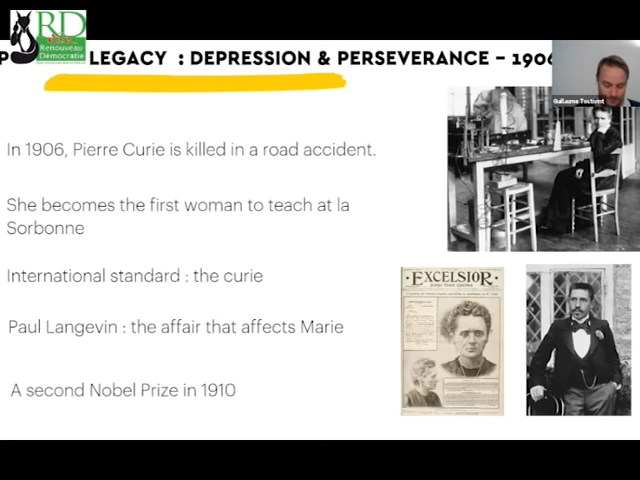 RD
Renouveau
Démocratie
LEGACY : DEPRESSION & PERSEVERANCE – 1906
Guillaume Tostivint
In 1906, Pierre Curie is killed in a road accident.
She becomes the first woman to teach at la
Sorbonne
International standard : the curie
Paul Langevin : the affair that affects Marie
A second Nobel Prize in 1910
·EXCELSIOR·